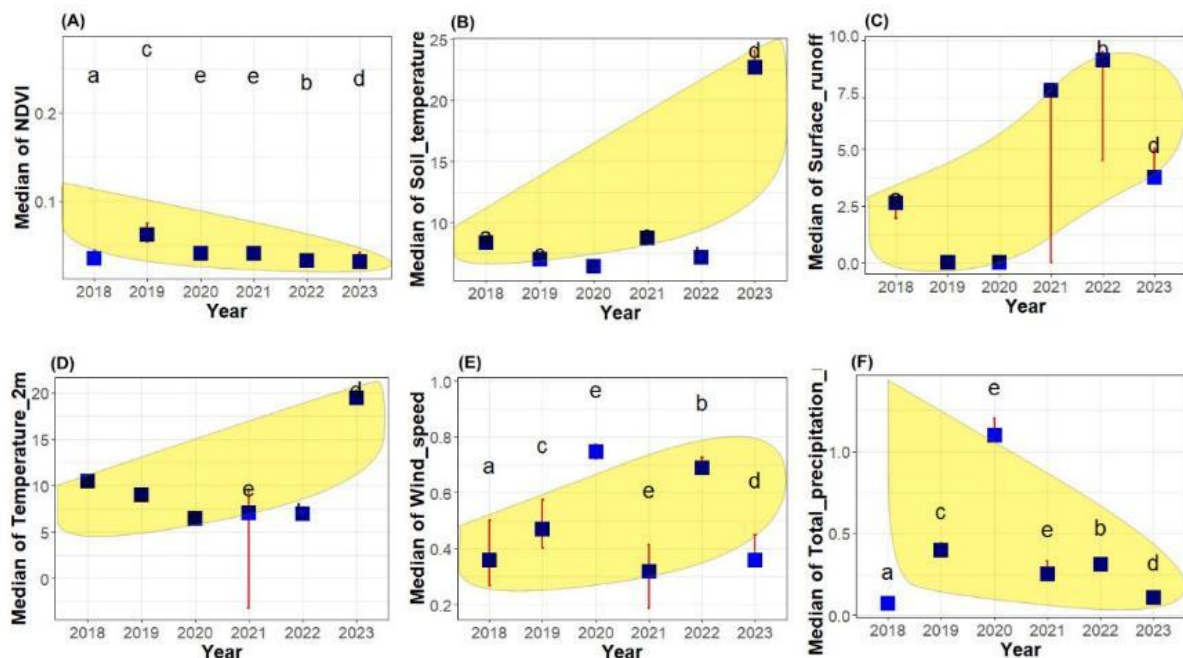 (A)
Median of NDVI
0.2
0.1
a
c
e
e
b
d
2018 2019 2020 2021 2022 2023
Year
(B)
Median of Soil_temperature
25
20
15
10
d
2018 2019 2020 2021 2022 2023
Year
(C)
Median of Surface_runoff
10.0
7.5
5.0
2.5
0.0
b
d
2018 2019 2020 2021 2022 2023
Year
(D)
Median of Temperature_2m
20
15
10
5
0
e
d
2018 2019 2020 2021 2022 2023
Year
(E)
Median of Wind_speed
1.0
0.8
0.6
0.4
0.2
a
c
e
e
b
d
2018 2019 2020 2021 2022 2023
Year
(F)
Median of Total_precipitation_
1.0
0.5
0.0
a
c
e
e
b
d
2018 2019 2020 2021 2022 2023
Year